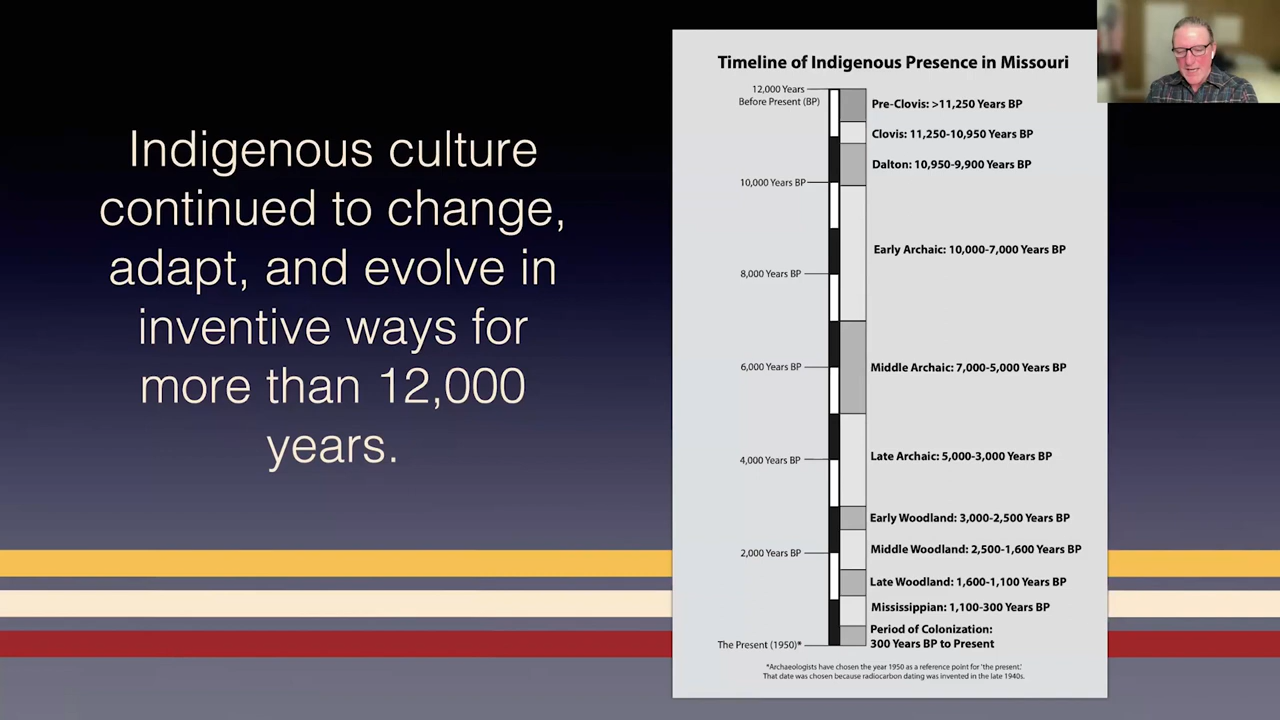 Indigenous culture
continued to change,
adapt, and evolve in
inventive ways for
more than 12,000
years.
Timeline of Indigenous Presence in Missouri
12,000 Years
Before Present (BP)
Pre-Clovis: >11,250 Years BP
Clovis: 11,250-10,950 Years BP
Dalton: 10,950-9,900 Years BP
10,000 Years BP
Early Archaic: 10,000-7,000 Years BP
8,000 Years BP
6,000 Years BP
Middle Archaic: 7,000-5,000 Years BP
4,000 Years BP
Late Archaic: 5,000-3,000 Years BP
Early Woodland: 3,000-2,500 Years BP
2,000 Years BP
Middle Woodland: 2,500-1,600 Years BP
Late Woodland: 1,600-1,100 Years BP
Mississippian: 1,100-300 Years BP
Period of Colonization:
300 Years BP to Present
The Present (1950)*
*Archaeologists have chosen the year 1950 as a reference point for 'the present.'
That date was chosen because radiocarbon dating was invented in the late 1940s.